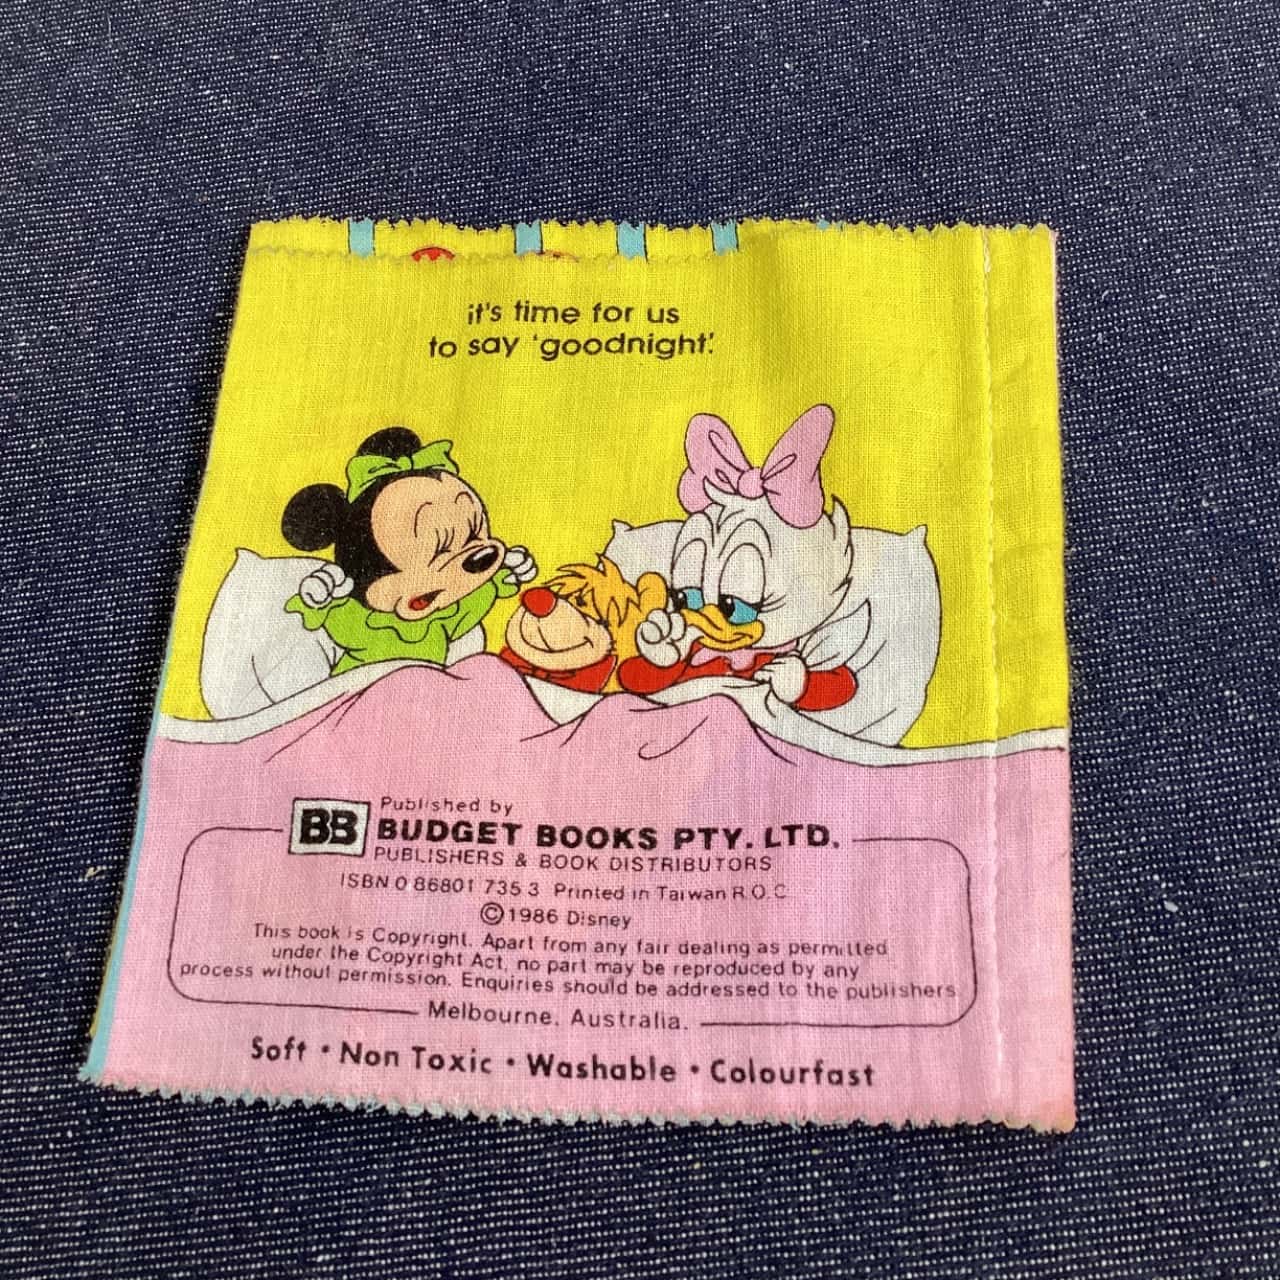 it's time for us
to say 'goodnight'.
BB
Published by
BUDGET BOOKS PTY. LTD.
PUBLISHERS & BOOK DISTRIBUTORS
ISBN 0 86801 735 3 Printed in Taiwan R.O.C.
© 1986 Disney
This book is Copyright. Apart from any fair dealing as permitted
under the Copyright Act, no part may be reproduced by any
process without permission. Enquiries should be addressed to the publishers
Melbourne. Australia.
Soft • Non Toxic • Washable • Colourfast